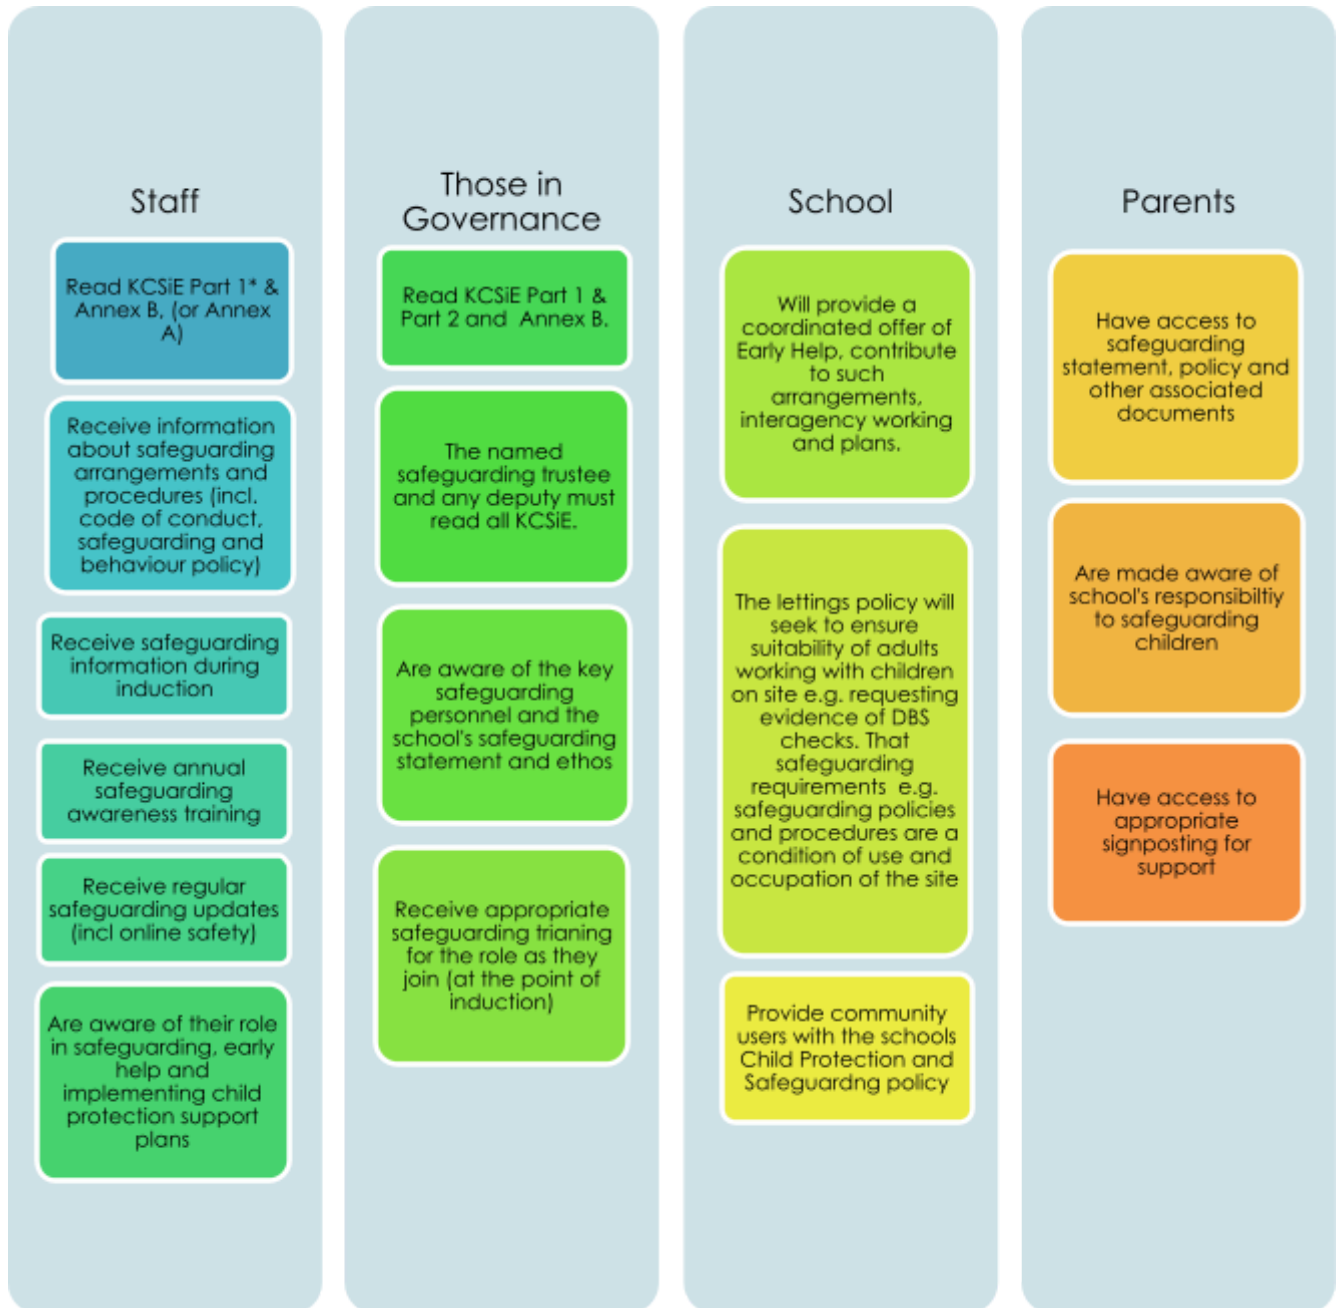 Staff
Read KCSiE Part 1* &
Annex B, (or Annex
A)
Receive information
about safeguarding
arrangements and
procedures (incl.
code of conduct,
safeguarding and
behaviour policy)
Receive safeguarding
information during
induction
Receive annual
safeguarding
awareness training
Receive regular
safeguarding updates
(incl online safety)
Are aware of their role
in safeguarding, early
help and
implementing child
protection support
plans
Those in
Governance
Read KCSiE Part 1 &
Part 2 and  Annex B.
The named
safeguarding trustee
and any deputy must
read all KCSiE.
Are aware of the key
safeguarding
personnel and the
school's safeguarding
statement and ethos
Receive appropriate
safeguarding trianing
for the role as they
join (at the point of
induction)
School
Will provide a
coordinated offer of
Early Help, contribute
to such
arrangements,
interagency working
and plans.
The lettings policy will
seek to ensure
suitability of adults
working with children
on site e.g. requesting
evidence of DBS
checks. That
safeguarding
requirements  e.g.
safeguarding policies
and procedures are a
condition of use and
occupation of the site
Provide community
users with the schools
Child Protection and
Safeguardng policy
Parents
Have access to
safeguarding
statement, policy and
other associated
documents
Are made aware of
school's responsibiltiy
to safeguarding
children
Have access to
appropriate
signposting for
support